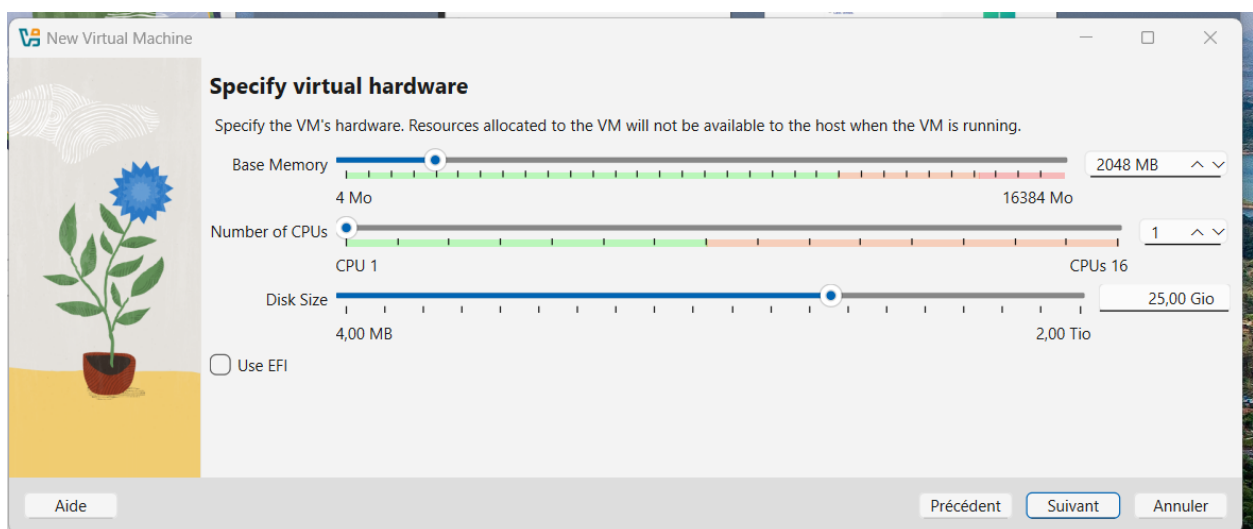 New Virtual Machine
Specify virtual hardware
Specify the VM's hardware. Resources allocated to the VM will not be available to the host when the VM is running.
Base Memory 2048 MB
4 Mo 16384 Mo
Number of CPUs 1
CPU 1 CPUs 16
Disk Size 25,00 Gio
4,00 MB 2,00 Tio
Use EFI
Aide Précédent Suivant Annuler